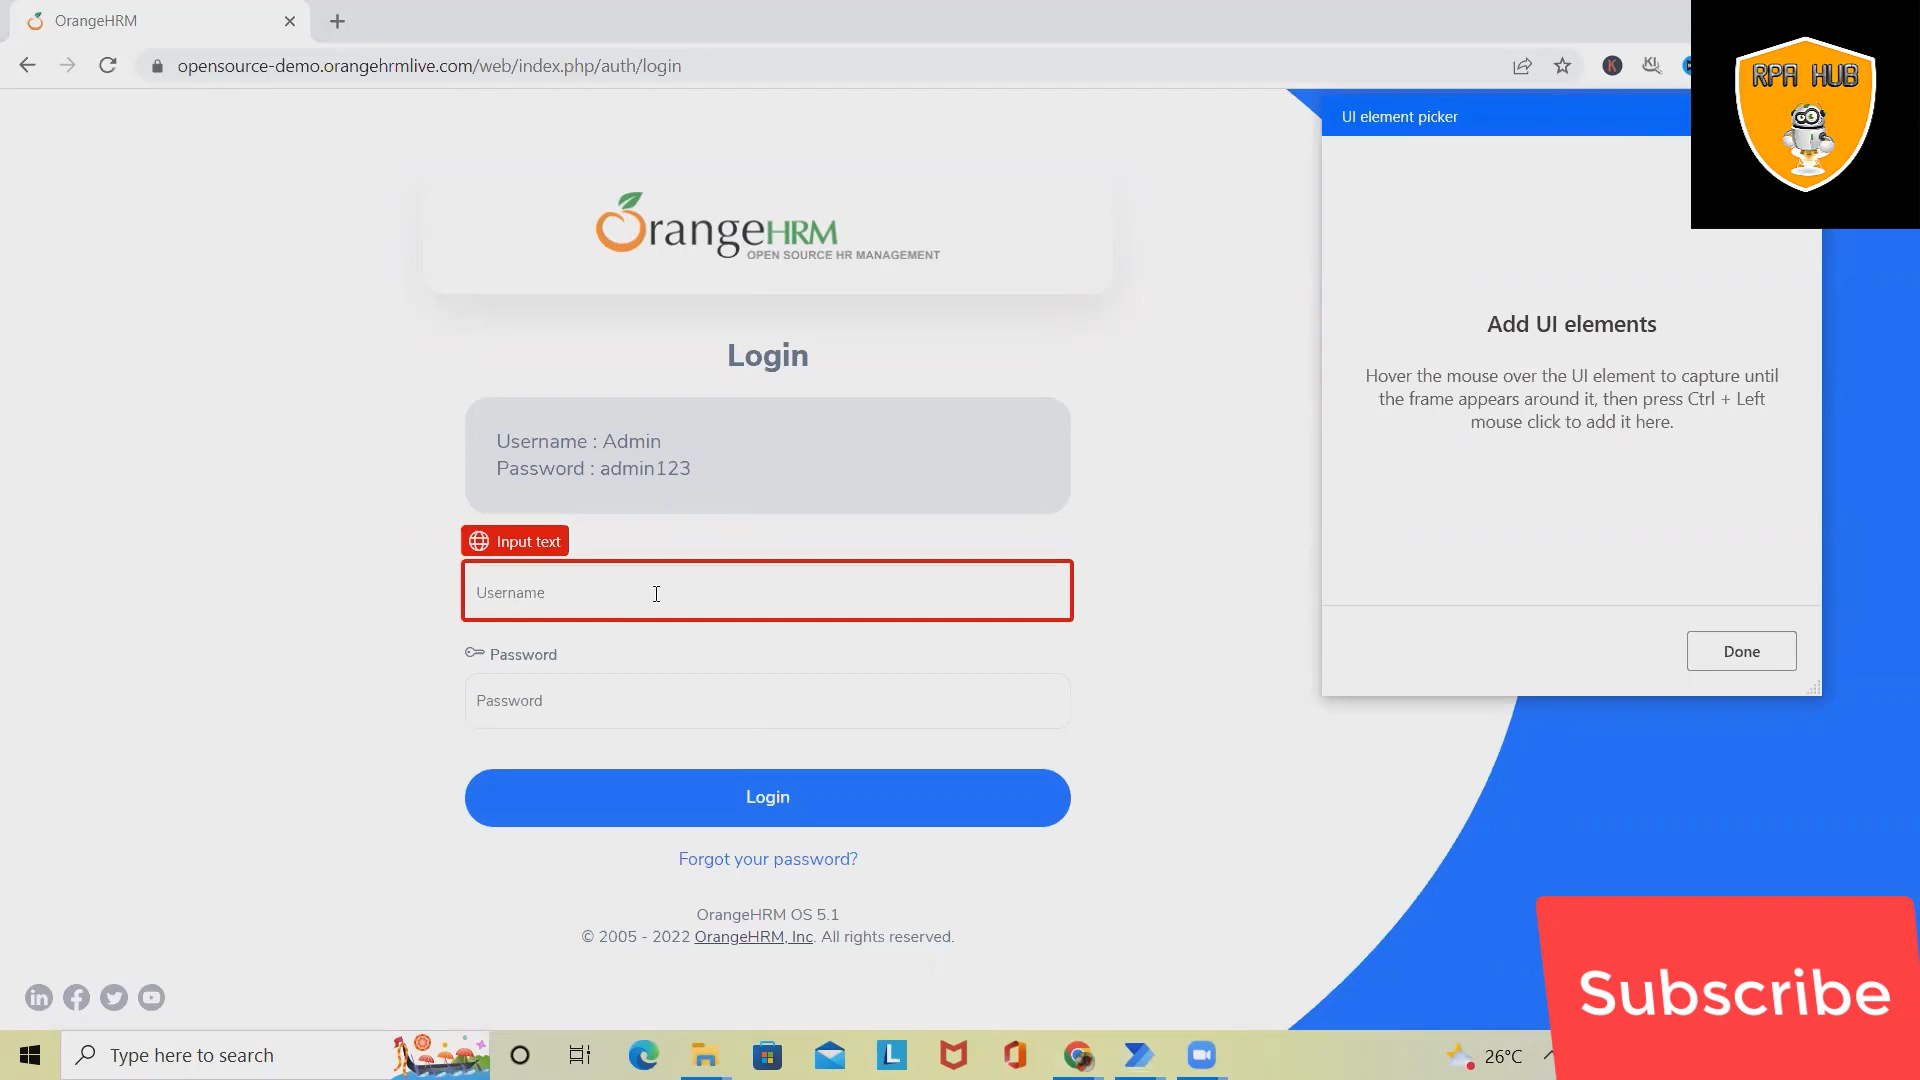 OrangeHRM
opensource-demo.orangehrmlive.com/web/index.php/auth/login
RPA HUB
UI element picker
OrangeHRM
OPEN SOURCE HR MANAGEMENT
Add UI elements
Hover the mouse over the UI element to capture until
the frame appears around it, then press Ctrl + Left
mouse click to add it here.
Done
Login
Username : Admin
Password : admin123
Input text
Username
Password
Password
Login
Forgot your password?
OrangeHRM OS 5.1
© 2005 - 2022 OrangeHRM, Inc. All rights reserved.
Subscribe
Type here to search
26°C